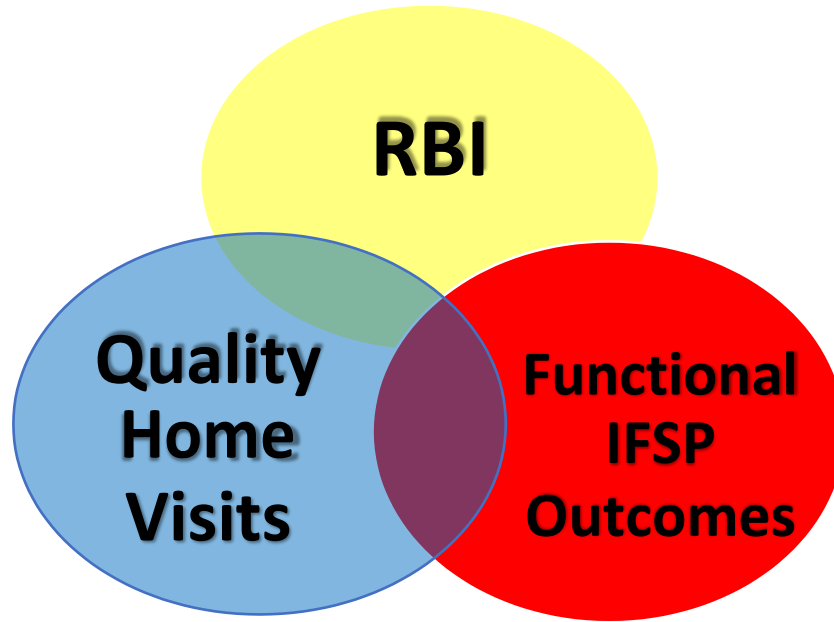 RBI
Quality
Home
Visits
Functional
IFSP
Outcomes